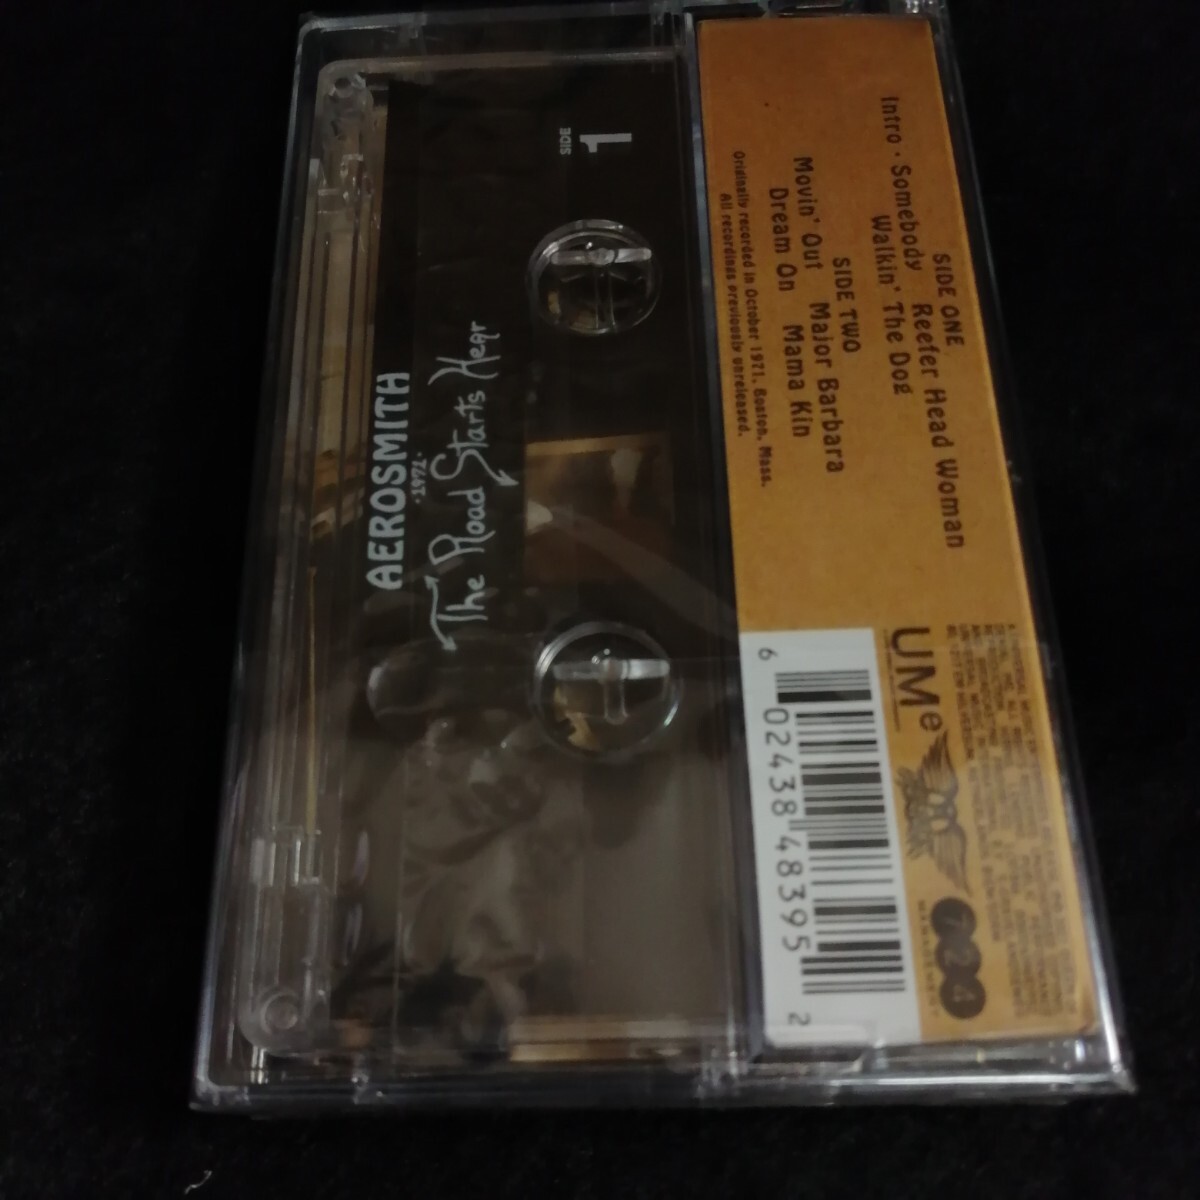 AEROSMITH
·1971·
The Road Starts Hear
SIDE
1
SIDE ONE
Intro · Somebody Reefer Head Woman
Walkin' The Dog
SIDE TWO
Movin' Out Major Barbara
Dream On Mama Kin
Originally recorded in October 1971, Boston, Mass.
All recordings previously unreleased.
UMe
724
MANAGEMENT
6 02438 48395 2